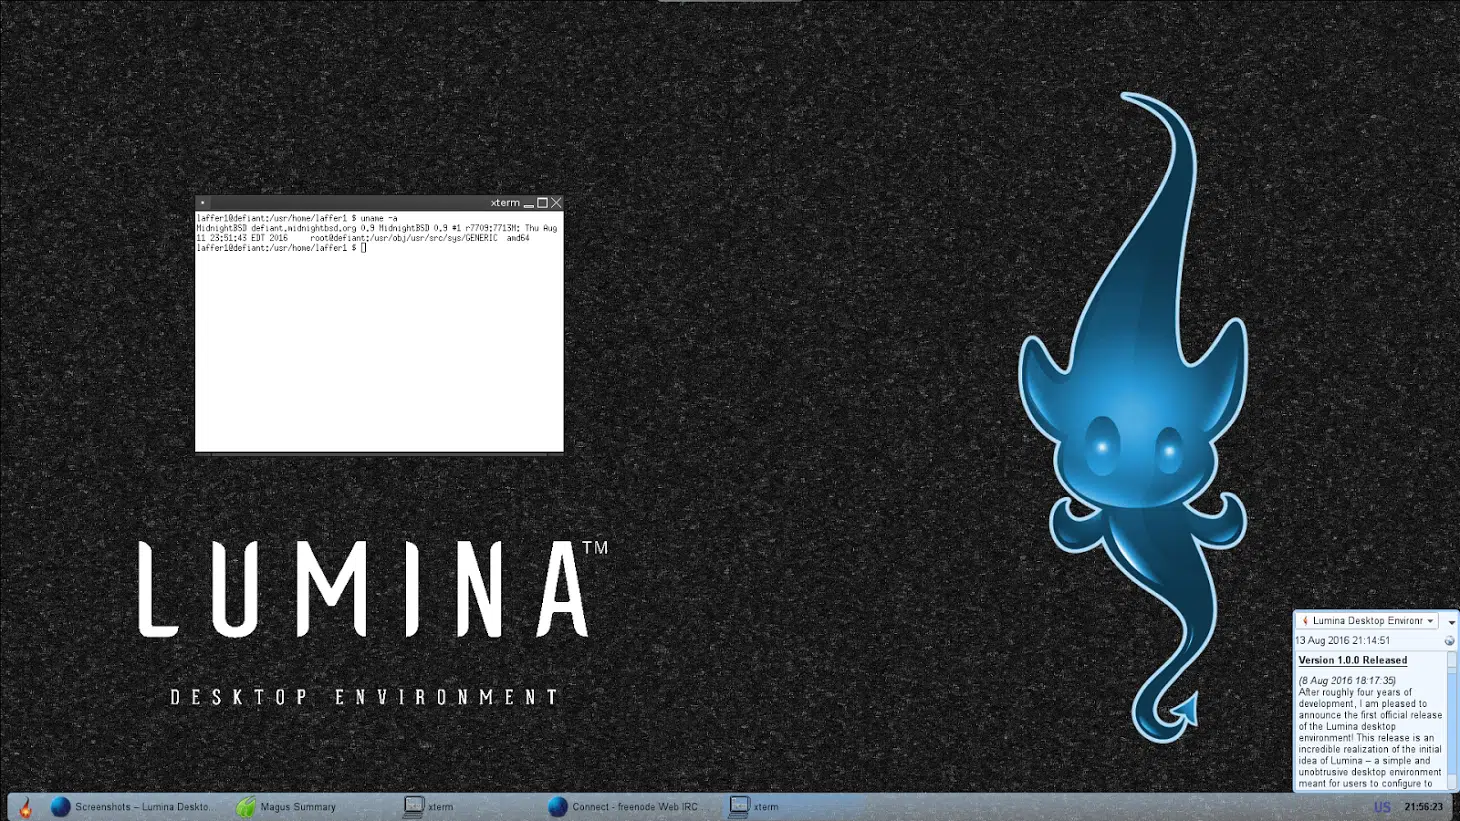 xterm
laffer1@defiant:/usr/home/laffer1 $ uname -a
MidnightBSD defiant.midnightbsd.org 0.9 MidnightBSD 0.9 #1 r7709:7713M: Thu Aug
11 23:51:43 EDT 2016 root@defiant:/usr/obj/usr/src/sys/GENERIC amd64
laffer1@defiant:/usr/home/laffer1 $
LUMINA™
DESKTOP ENVIRONMENT
Lumina Desktop Environr
13 Aug 2016 21:14:51
Version 1.0.0 Released
(8 Aug 2016 18:17:35)
After roughly four years of
development, I am pleased to
announce the first official release
of the Lumina desktop
environment! This release is an
incredible realization of the initial
idea of Lumina – a simple and
unobtrusive desktop environment
meant for users to configure to
Screenshots – Lumina Deskto...
Magus Summary
xterm
Connect - freenode Web IRC
xterm
US
21:56:23